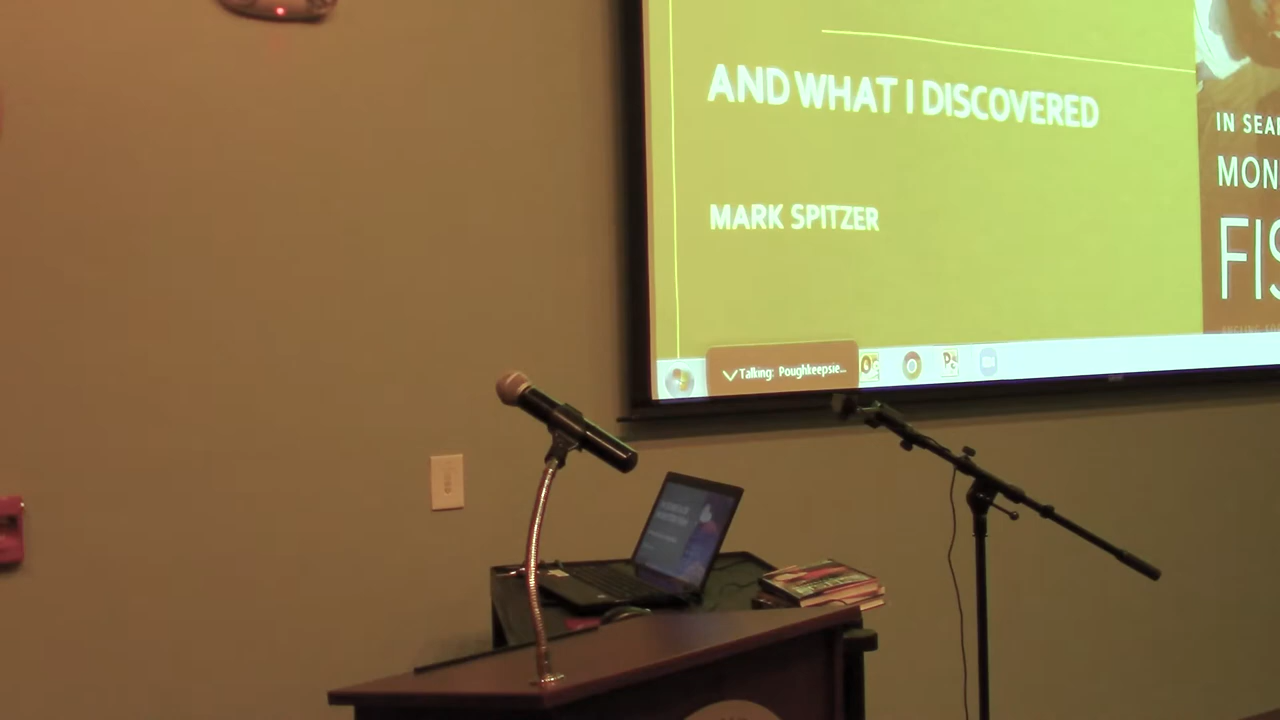 AND WHAT I DISCOVERED
MARK SPITZER
IN SEA
MON
FIS
Talking: Poughkeepsie...